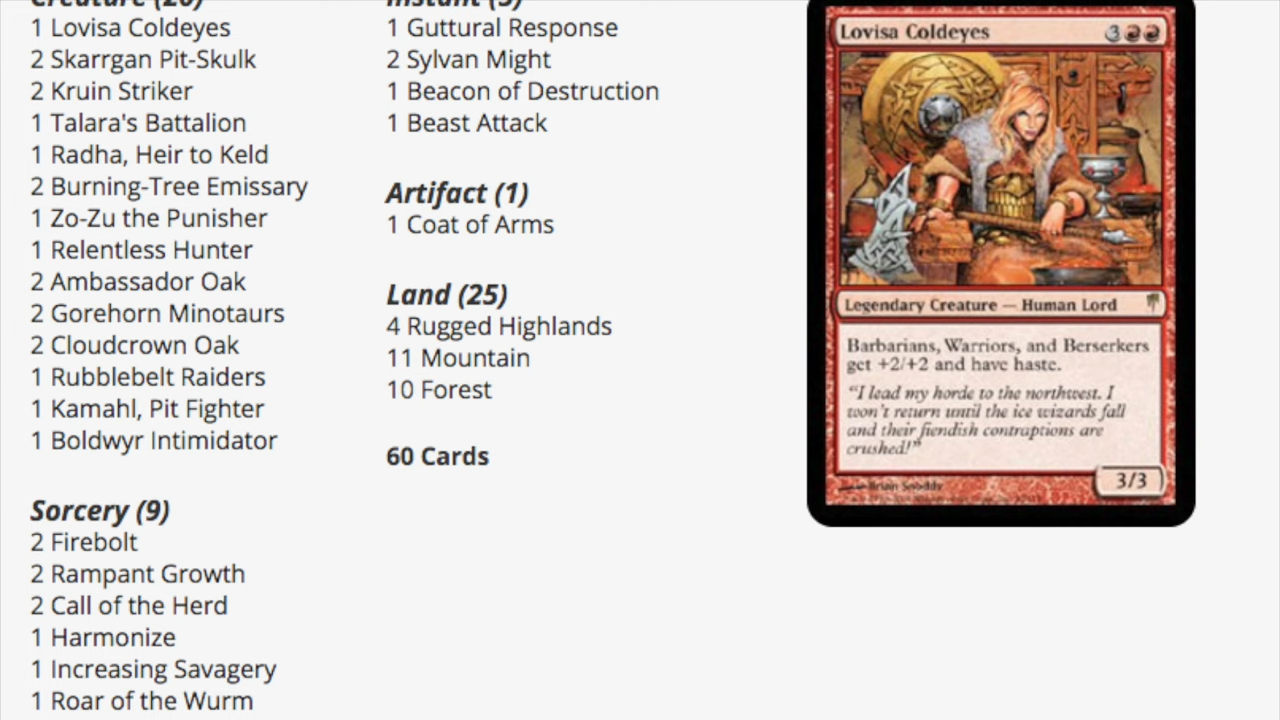 Creature (20)
1 Lovisa Coldeyes
2 Skarrgan Pit-Skulk
2 Kruin Striker
1 Talara's Battalion
1 Radha, Heir to Keld
2 Burning-Tree Emissary
1 Zo-Zu the Punisher
1 Relentless Hunter
2 Ambassador Oak
2 Gorehorn Minotaurs
2 Cloudcrown Oak
1 Rubblebelt Raiders
1 Kamahl, Pit Fighter
1 Boldwyr Intimidator
Sorcery (9)
2 Firebolt
2 Rampant Growth
2 Call of the Herd
1 Harmonize
1 Increasing Savagery
1 Roar of the Wurm
Instant (5)
1 Guttural Response
2 Sylvan Might
1 Beacon of Destruction
1 Beast Attack
Artifact (1)
1 Coat of Arms
Land (25)
4 Rugged Highlands
11 Mountain
10 Forest
60 Cards
Lovisa Coldeyes 3
Legendary Creature — Human Lord
Barbarians, Warriors, and Berserkers
get +2/+2 and have haste.
"I lead my horde to the northwest. I
won't return until the ice wizards fall
and their fiendish contraptions are
crushed!"
Brian Snoddy
3/3